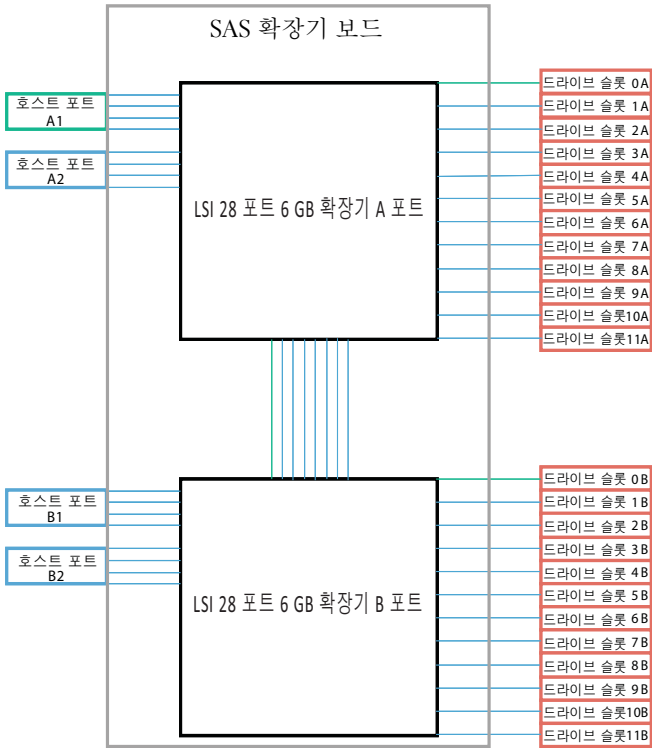 SAS 확장기 보드
호스트 포트
A1
호스트 포트
A2
LSI 28 포트 6 GB 확장기 A 포트
드라이브 슬롯 0A
드라이브 슬롯 1A
드라이브 슬롯 2A
드라이브 슬롯 3A
드라이브 슬롯 4A
드라이브 슬롯 5A
드라이브 슬롯 6A
드라이브 슬롯 7A
드라이브 슬롯 8A
드라이브 슬롯 9A
드라이브 슬롯10A
드라이브 슬롯11A
호스트 포트
B1
호스트 포트
B2
LSI 28 포트 6 GB 확장기 B 포트
드라이브 슬롯 0B
드라이브 슬롯 1B
드라이브 슬롯 2B
드라이브 슬롯 3B
드라이브 슬롯 4B
드라이브 슬롯 5B
드라이브 슬롯 6B
드라이브 슬롯 7B
드라이브 슬롯 8B
드라이브 슬롯 9B
드라이브 슬롯10B
드라이브 슬롯11B